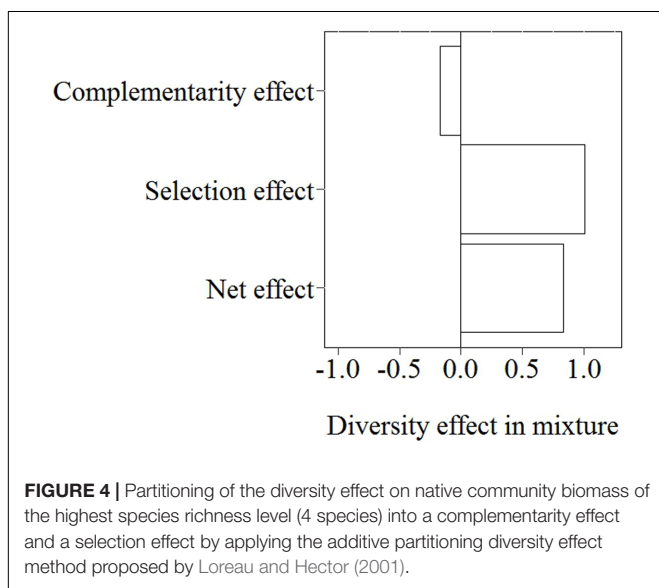 Complementarity effect
Selection effect
Net effect
-1.0 -0.5 0.0 0.5 1.0
Diversity effect in mixture
FIGURE 4 | Partitioning of the diversity effect on native community biomass of
the highest species richness level (4 species) into a complementarity effect
and a selection effect by applying the additive partitioning diversity effect
method proposed by Loreau and Hector (2001).